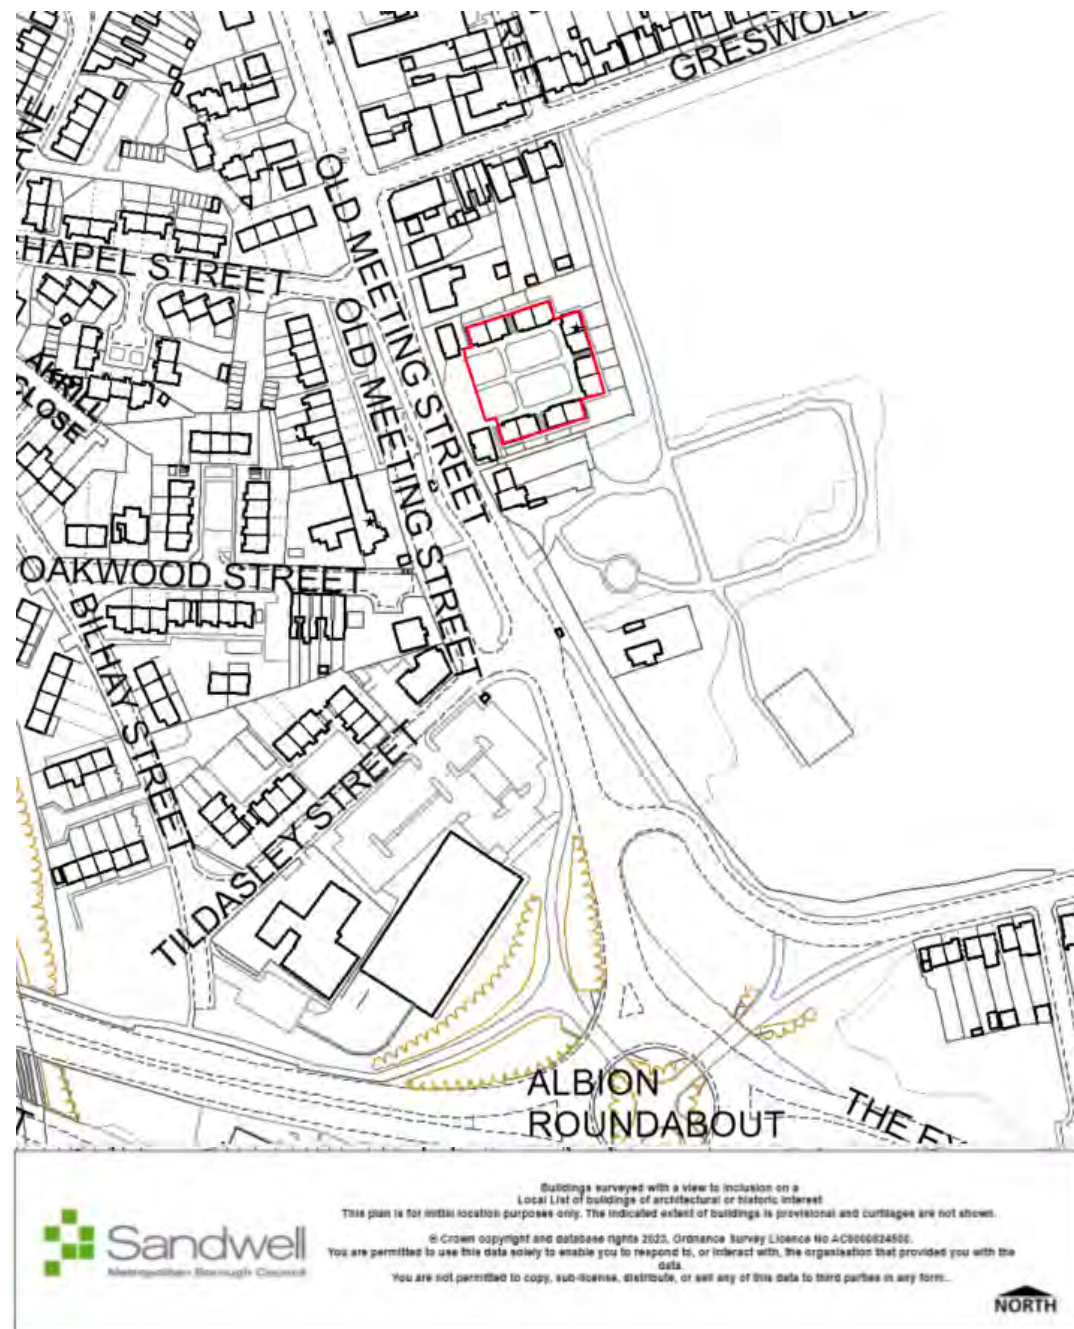 GRESWOLD
OLD MEETING STREET
HAPEL STREET
OLD MEETING STREET
AKRILL
CLOSE
OAKWOOD STREET
BILHAY STREET
TILDASLEY STREET
ALBION
ROUNDABOUT
Buildings surveyed with a view to inclusion on a
Local List of buildings of architectural or historic interest
This plan is for initial location purposes only. The indicated extent of buildings is provisional and curtilages are not shown.
© Crown copyright and database rights 2023, Ordnance Survey Licence No
You are permitted to use this data solely to enable you to respond to, or interact with, the organisation that provided you with the
data.
You are not permitted to copy, sub-license, distribute, or sell any of this data to third parties in any form.
Sandwell
Metropolitan Borough Council
NORTH